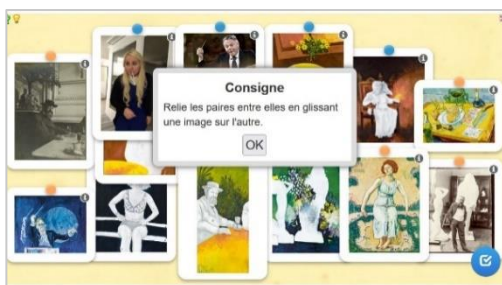 Consigne
Relie les paires entre elles en glissant
une image sur l'autre.
OK